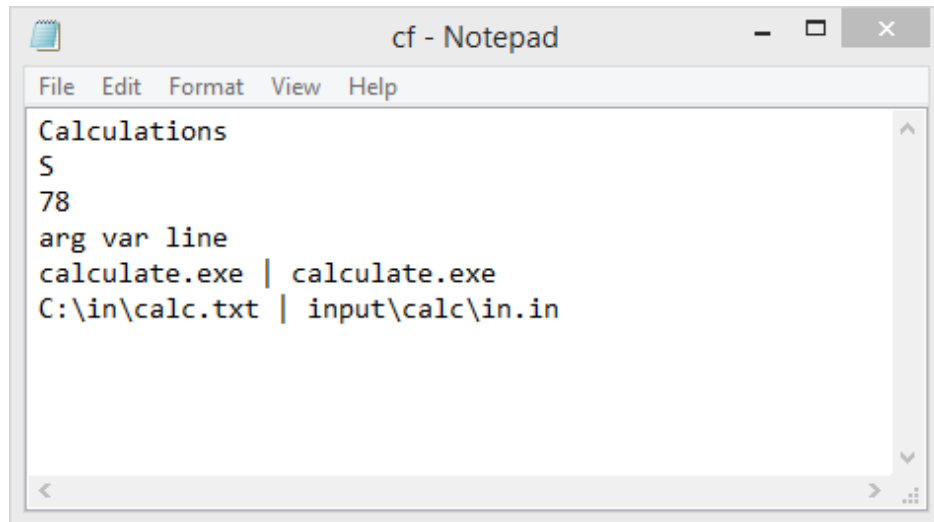 cf - Notepad
File Edit Format View Help
Calculations
S
78
arg var line
calculate.exe | calculate.exe
C:\in\calc.txt | input\calc\in.in